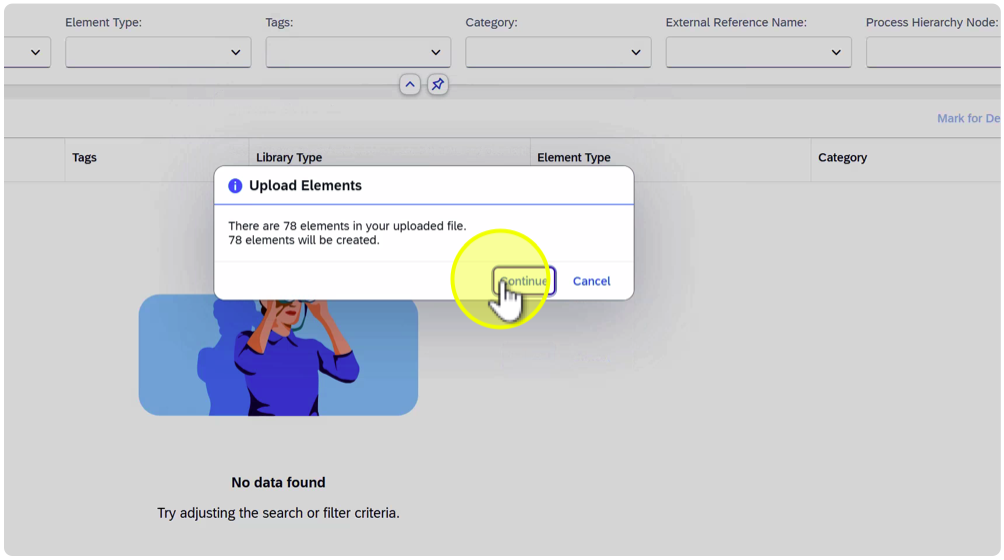 Element Type: Tags: Category: External Reference Name: Process Hierarchy Node:
Mark for De
Tags Library Type Element Type Category
Upload Elements
There are 78 elements in your uploaded file.
78 elements will be created.
Continue Cancel
No data found
Try adjusting the search or filter criteria.